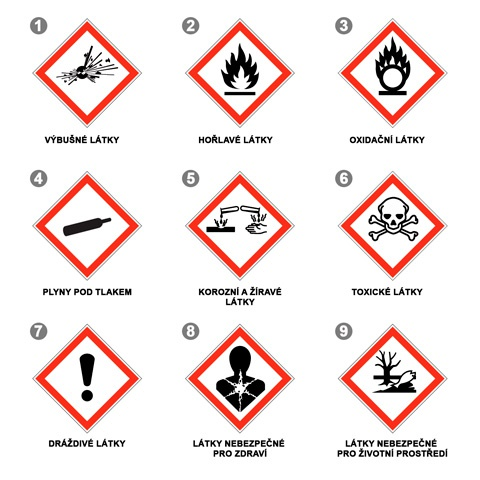 1 2 3
VÝBUŠNÉ LÁTKY HOŘLAVÉ LÁTKY OXIDAČNÍ LÁTKY
4 5 6
PLYNY POD TLAKEM KOROZNÍ A ŽÍRAVÉ TOXICKÉ LÁTKY
LÁTKY
7 8 9
DRÁŽDIVÉ LÁTKY LÁTKY NEBEZPEČNÉ LÁTKY NEBEZPEČNÉ
PRO ZDRAVÍ PRO ŽIVOTNÍ PROSTŘEDÍ